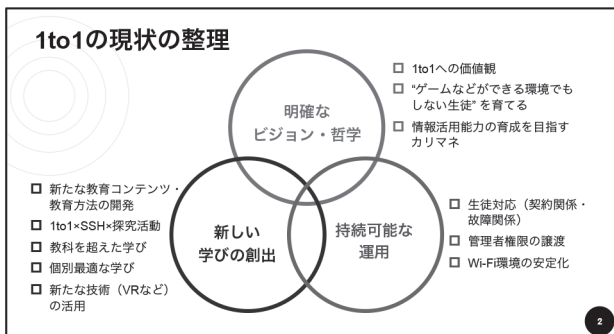 1to1の現状の整理
明確な
ビジョン・哲学
□ 1to1への価値観
□ “ゲームなどができる環境でも
しない生徒” を育てる
□ 情報活用能力の育成を目指す
カリマネ
□ 新たな教育コンテンツ・
教育方法の開発
□ 1to1×SSH×探究活動
□ 教科を超えた学び
□ 個別最適な学び
□ 新たな技術（VRなど）
の活用
新しい
学びの創出
持続可能な
運用
□ 生徒対応（契約関係・
故障関係）
□ 管理者権限の譲渡
□ Wi-Fi環境の安定化
2